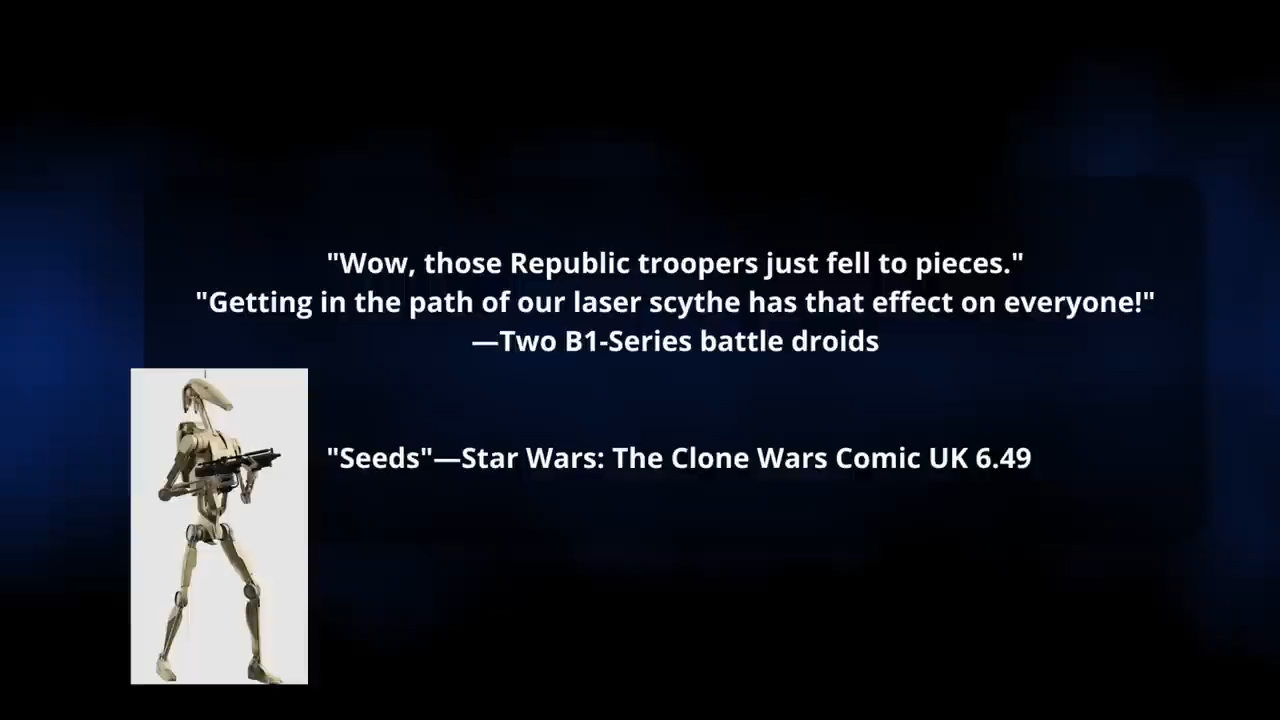 "Wow, those Republic troopers just fell to pieces."
"Getting in the path of our laser scythe has that effect on everyone!"
—Two B1-Series battle droids
"Seeds"—Star Wars: The Clone Wars Comic UK 6.49